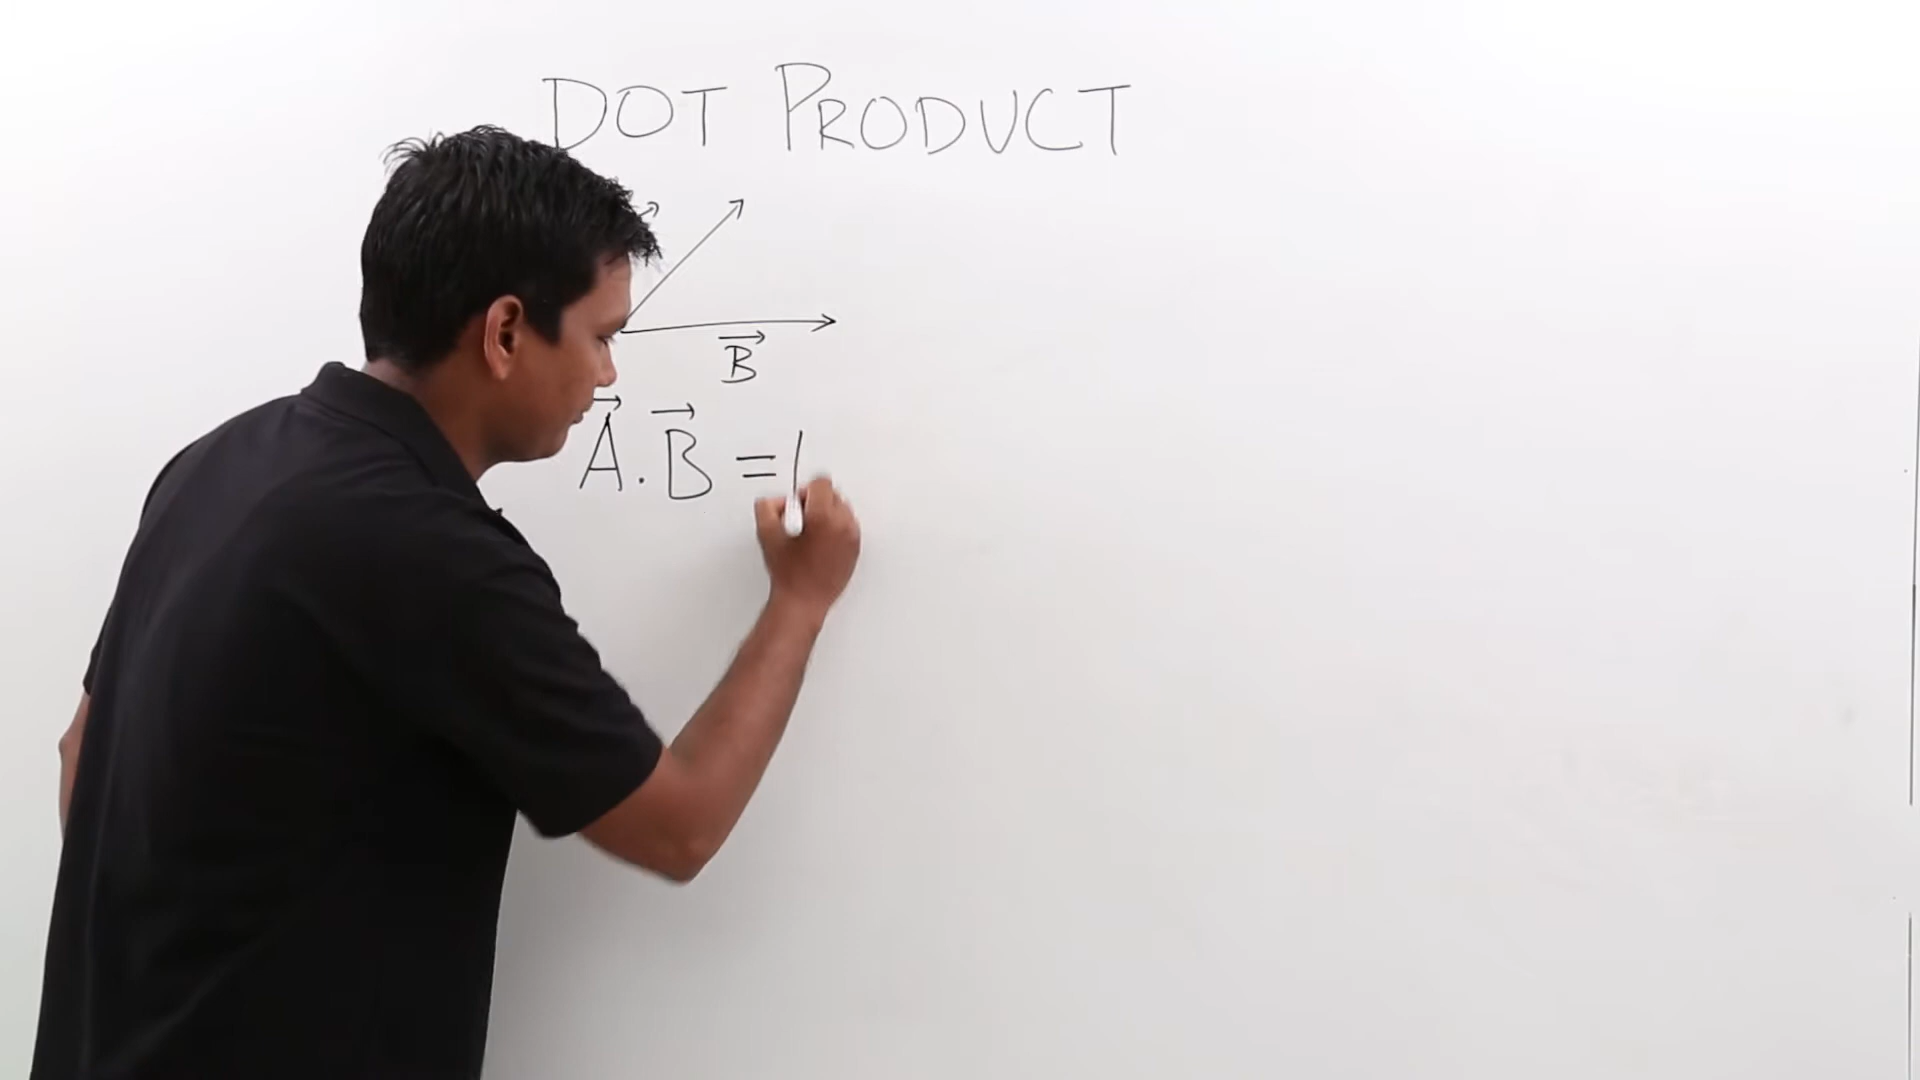 DOT PRODUCT
B⃗
A⃗ . B⃗ = |